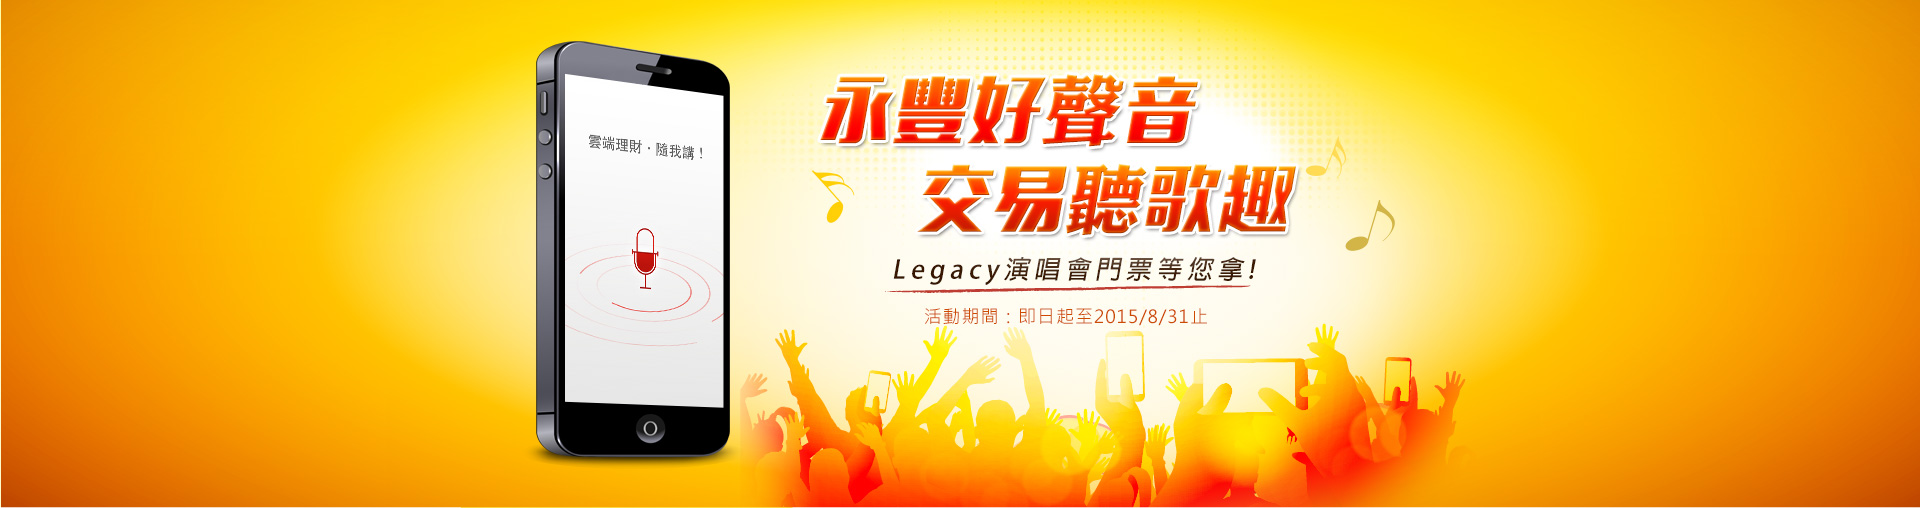 雲端理財‧隨我講！
永豐好聲音
交易聽歌趣
Legacy演唱會門票等您拿!
活動期間：即日起至2015/8/31止